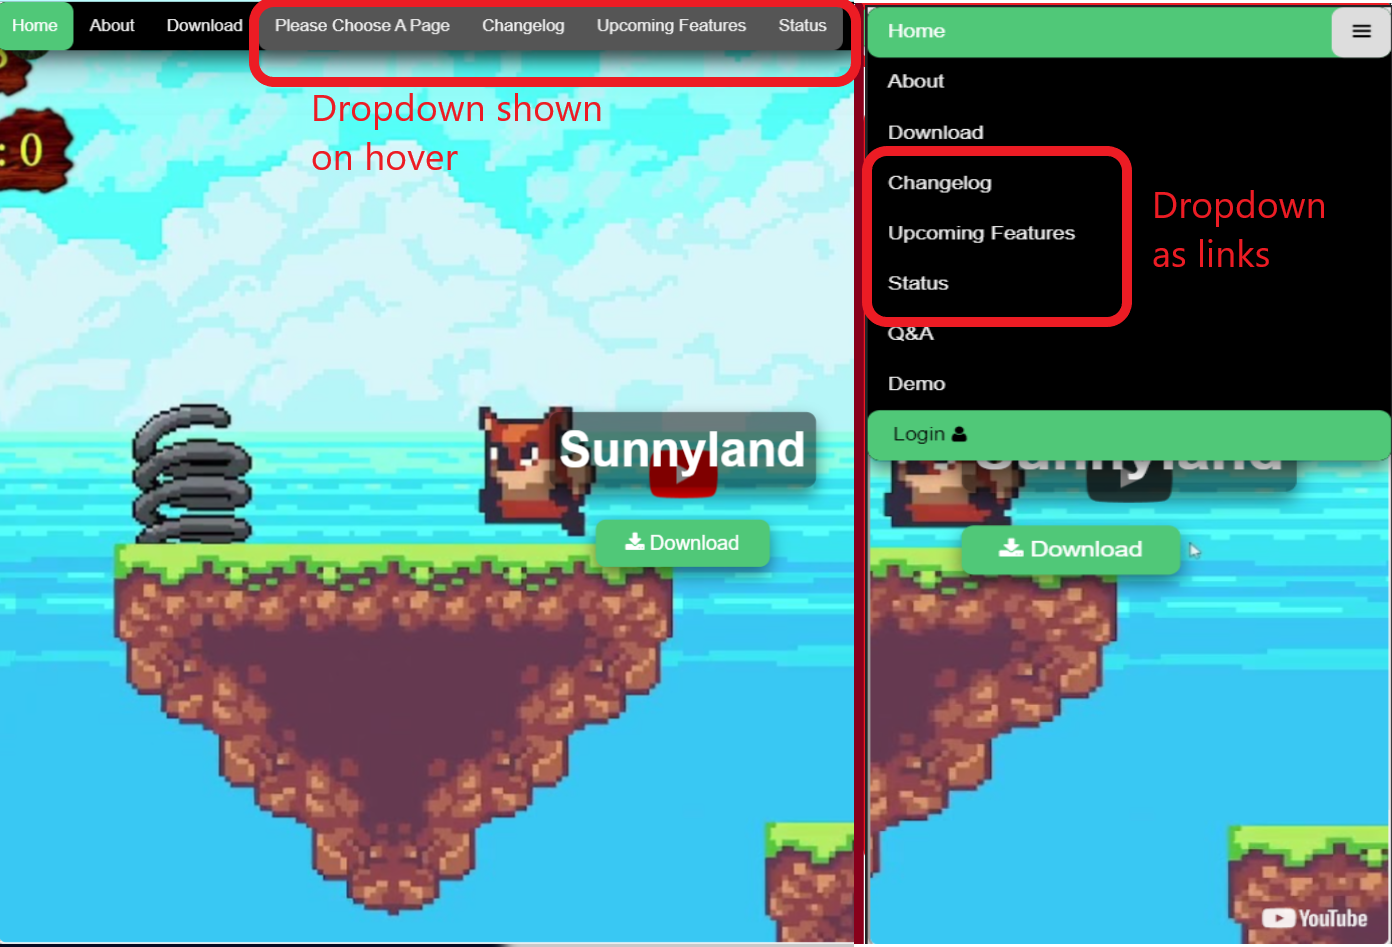 Home About Download Please Choose A Page Changelog Upcoming Features Status
Dropdown shown
on hover
: 0
Sunnyland
Download
Home
About
Download
Changelog
Upcoming Features
Status
Q&A
Demo
Login
Dropdown
as links
Sunnyland
Download
YouTube